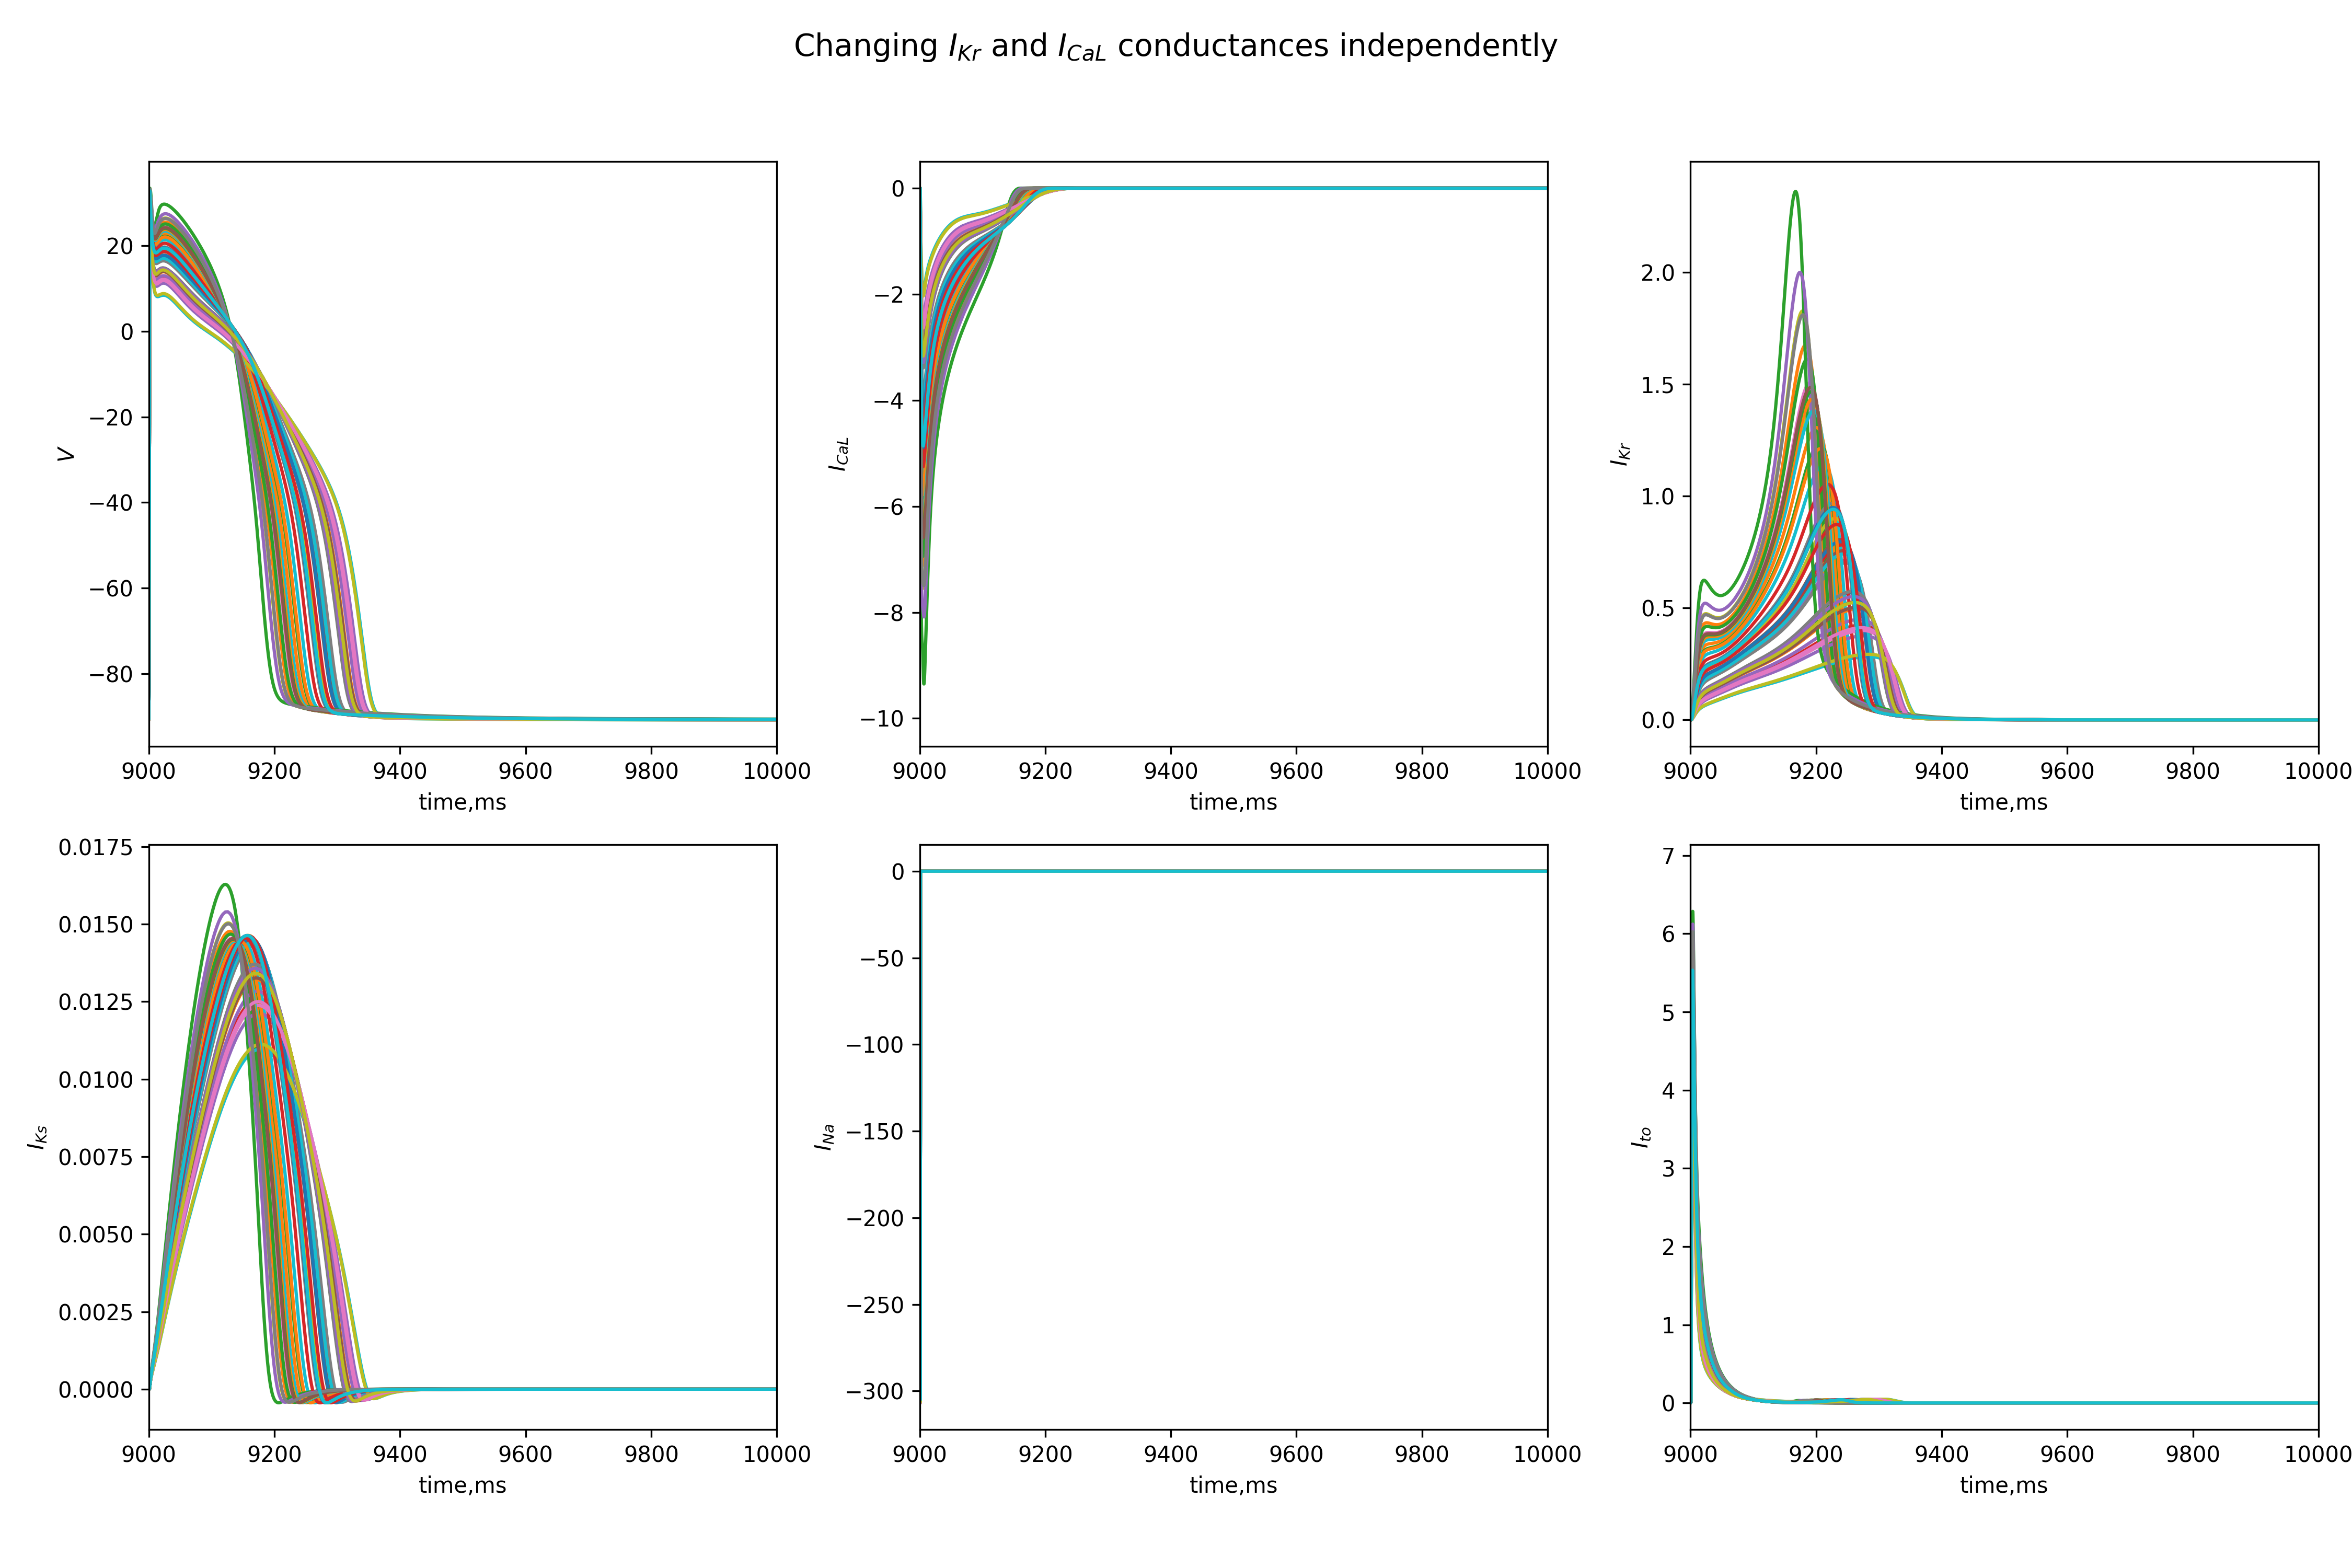 Changing I_Kr and I_CaL conductances independently
V
20
0
−20
−40
−60
−80
9000 9200 9400 9600 9800 10000
time,ms
I_CaL
0
−2
−4
−6
−8
−10
9000 9200 9400 9600 9800 10000
time,ms
I_Kr
2.0
1.5
1.0
0.5
0.0
9000 9200 9400 9600 9800 10000
time,ms
I_Ks
0.0175
0.0150
0.0125
0.0100
0.0075
0.0050
0.0025
0.0000
9000 9200 9400 9600 9800 10000
time,ms
I_Na
0
−50
−100
−150
−200
−250
−300
9000 9200 9400 9600 9800 10000
time,ms
I_to
7
6
5
4
3
2
1
0
9000 9200 9400 9600 9800 10000
time,ms